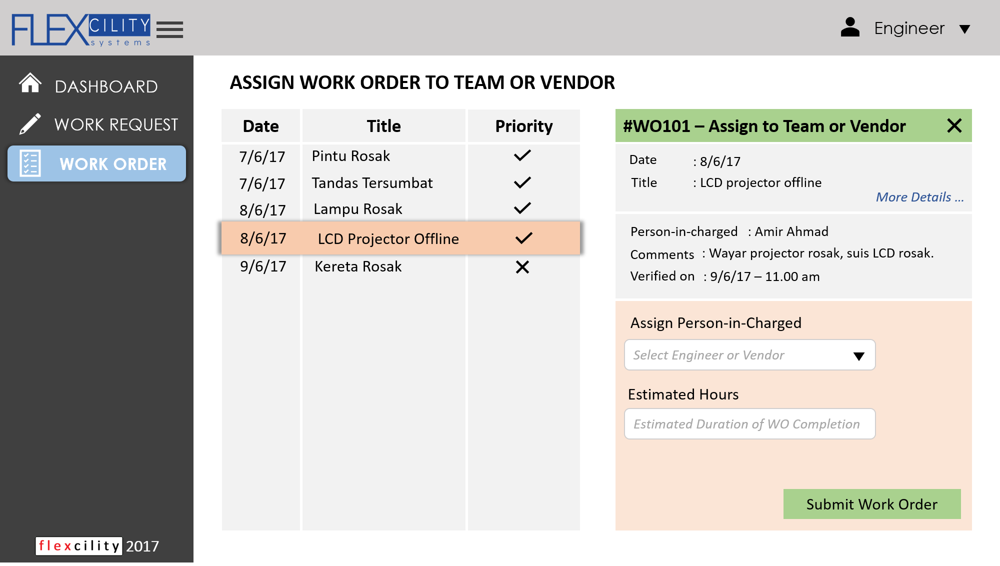 FLEXCILITY
systems
Engineer
DASHBOARD
WORK REQUEST
WORK ORDER
flexcility 2017
ASSIGN WORK ORDER TO TEAM OR VENDOR
Date Title Priority
7/6/17 Pintu Rosak
7/6/17 Tandas Tersumbat
8/6/17 Lampu Rosak
8/6/17 LCD Projector Offline
9/6/17 Kereta Rosak
#WO101 – Assign to Team or Vendor
Date : 8/6/17
Title : LCD projector offline
More Details ...
Person-in-charged : Amir Ahmad
Comments : Wayar projector rosak, suis LCD rosak.
Verified on : 9/6/17 – 11.00 am
Assign Person-in-Charged
Select Engineer or Vendor
Estimated Hours
Estimated Duration of WO Completion
Submit Work Order